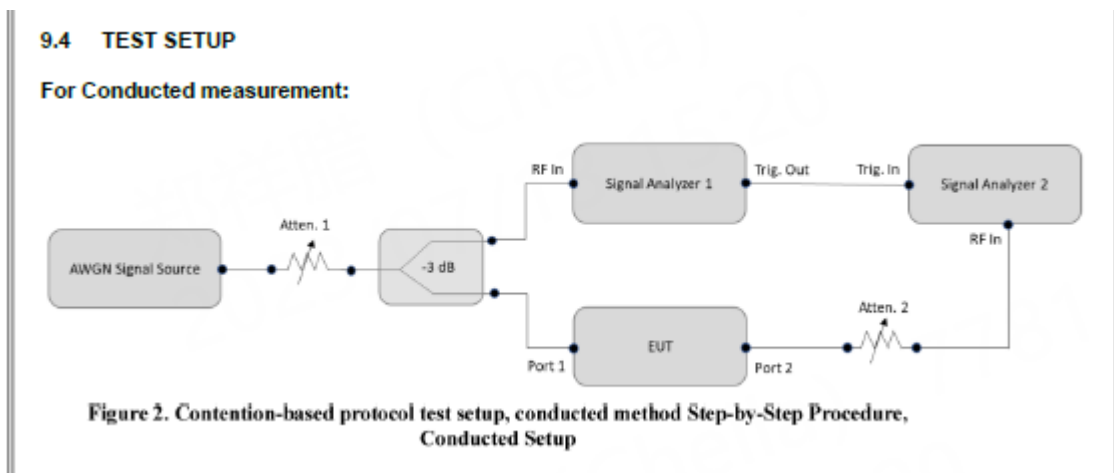 9.4 TEST SETUP
For Conducted measurement:
RF In
Signal Analyzer 1
Trig. Out
Trig. In
Signal Analyzer 2
RF In
Atten. 1
AWGN Signal Source
-3 dB
Atten. 2
Port 1
EUT
Port 2
Figure 2. Contention-based protocol test setup, conducted method Step-by-Step Procedure,
Conducted Setup